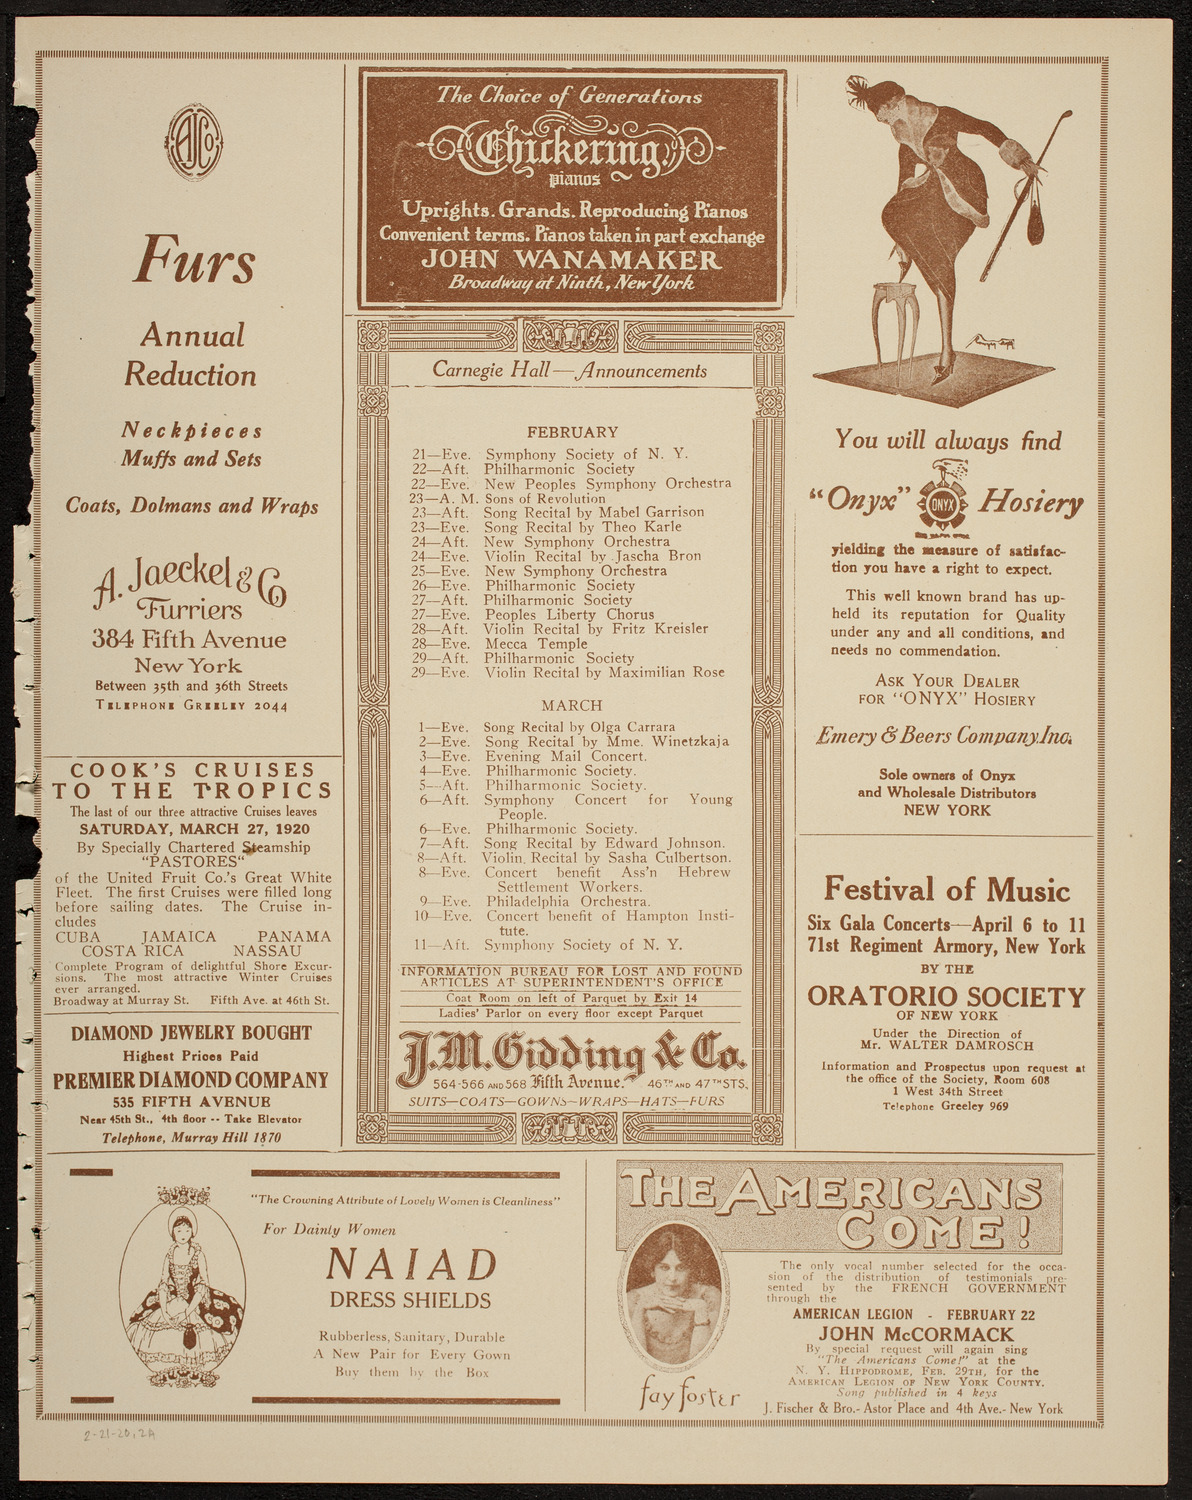 AJCo
Furs
Annual
Reduction
Neckpieces
Muffs and Sets
Coats, Dolmans and Wraps
A. Jaeckel & Co
Furriers
384 Fifth Avenue
New York
Between 35th and 36th Streets
TELEPHONE GREELEY 2044
COOK'S CRUISES
TO THE TROPICS
The last of our three attractive Cruises leaves
SATURDAY, MARCH 27, 1920
By Specially Chartered Steamship
"PASTORES"
of the United Fruit Co.'s Great White
Fleet. The first Cruises were filled long
before sailing dates. The Cruise in-
cludes
CUBA JAMAICA PANAMA
COSTA RICA NASSAU
Complete Program of delightful Shore Excur-
sions. The most attractive Winter Cruises
ever arranged.
Broadway at Murray St. Fifth Ave. at 46th St.
DIAMOND JEWELRY BOUGHT
Highest Prices Paid
PREMIER DIAMOND COMPANY
535 FIFTH AVENUE
Near 45th St., 4th floor -- Take Elevator
Telephone, Murray Hill 1870
The Choice of Generations
Chickering
pianos
Uprights. Grands. Reproducing Pianos
Convenient terms. Pianos taken in part exchange
JOHN WANAMAKER
Broadway at Ninth, New York
Carnegie Hall—Announcements
FEBRUARY
21—Eve. Symphony Society of N. Y.
22—Aft. Philharmonic Society
22—Eve. New Peoples Symphony Orchestra
23—A. M. Sons of Revolution
23—Aft. Song Recital by Mabel Garrison
23—Eve. Song Recital by Theo Karle
24—Aft. New Symphony Orchestra
24—Eve. Violin Recital by Jascha Bron
25—Eve. New Symphony Orchestra
26—Eve. Philharmonic Society
27—Aft. Philharmonic Society
27—Eve. Peoples Liberty Chorus
28—Aft. Violin Recital by Fritz Kreisler
28—Eve. Mecca Temple
29—Aft. Philharmonic Society
29—Eve. Violin Recital by Maximilian Rose
MARCH
1—Eve. Song Recital by Olga Carrara
2—Eve. Song Recital by Mme. Winetzkaja
3—Eve. Evening Mail Concert.
4—Eve. Philharmonic Society.
5—Aft. Philharmonic Society.
6—Aft. Symphony Concert for Young
People.
6—Eve. Philharmonic Society.
7—Aft. Song Recital by Edward Johnson.
8—Aft. Violin Recital by Sasha Culbertson.
8—Eve. Concert benefit Ass'n Hebrew
Settlement Workers.
9—Eve. Philadelphia Orchestra.
10—Eve. Concert benefit of Hampton Insti-
tute.
11—Aft. Symphony Society of N. Y.
INFORMATION BUREAU FOR LOST AND FOUND
ARTICLES AT SUPERINTENDENT'S OFFICE
Coat Room on left of Parquet by Exit 14
Ladies' Parlor on every floor except Parquet
J.M. Gidding & Co.
564-566 AND 568 Fifth Avenue. 46TH AND 47TH STS.
SUITS—COATS—GOWNS—WRAPS—HATS—FURS
You will always find
"Onyx" ONYX Hosiery
yielding the measure of satisfac-
tion you have a right to expect.
This well known brand has up-
held its reputation for Quality
under any and all conditions, and
needs no commendation.
ASK YOUR DEALER
FOR "ONYX" HOSIERY
Emery & Beers Company, Inc.
Sole owners of Onyx
and Wholesale Distributors
NEW YORK
Festival of Music
Six Gala Concerts—April 6 to 11
71st Regiment Armory, New York
BY THE
ORATORIO SOCIETY
OF NEW YORK
Under the Direction of
Mr. WALTER DAMROSCH
Information and Prospectus upon request at
the office of the Society, Room 608
1 West 34th Street
Telephone Greeley 969
"The Crowning Attribute of Lovely Women is Cleanliness"
For Dainty Women
NAIAD
DRESS SHIELDS
Rubberless, Sanitary, Durable
A New Pair for Every Gown
Buy them by the Box
THE AMERICANS
COME!
The only vocal number selected for the occa-
sion of the distribution of testimonials pre-
sented by the FRENCH GOVERNMENT
through the
AMERICAN LEGION - FEBRUARY 22
JOHN McCORMACK
By special request will again sing
"The Americans Come!" at the
N. Y. HIPPODROME, FEB. 29TH, for the
AMERICAN LEGION OF NEW YORK COUNTY.
Song published in 4 keys
J. Fischer & Bro.- Astor Place and 4th Ave.- New York
fay foster
2-21-20, 2A